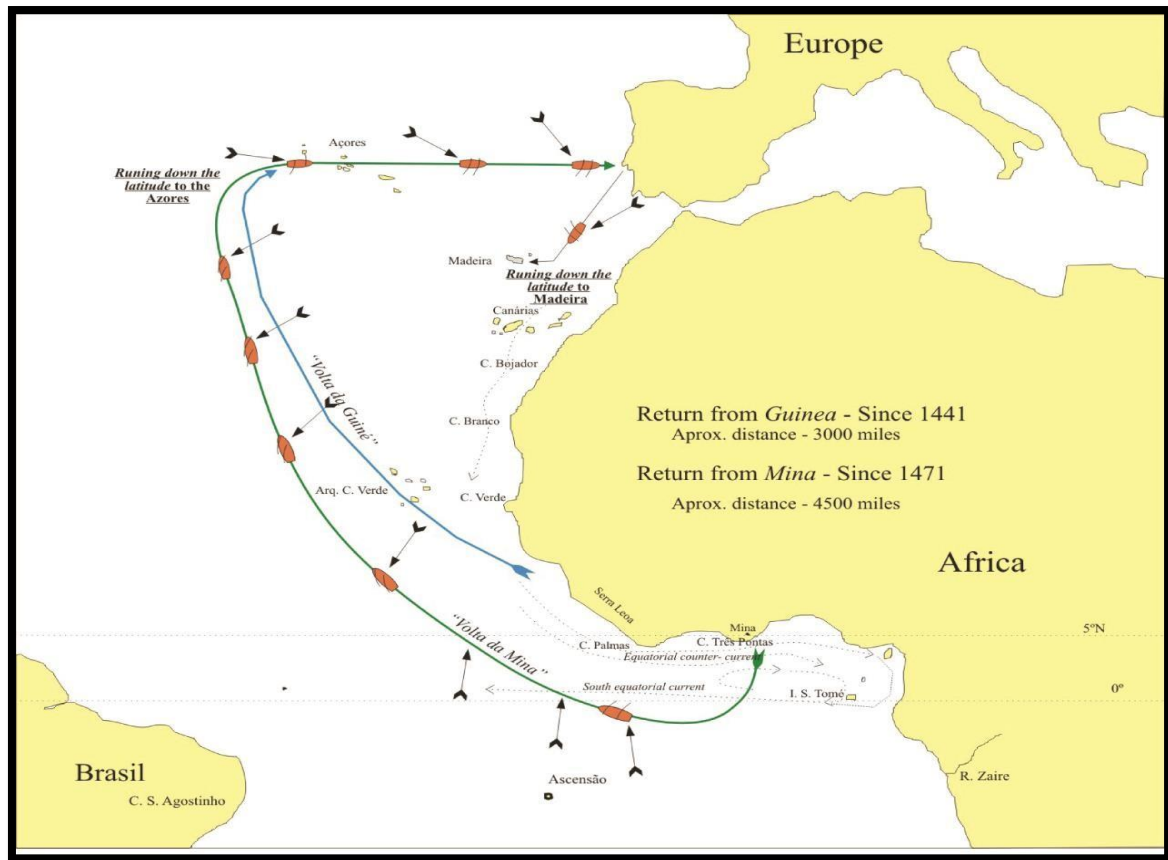 Europe
Açores
Runing down the
latitude to the
Azores
Madeira
Runing down the
latitude to
Madeira
Canárias
C. Bojador
"Volta da Guiné"
C. Branco
Return from Guinea - Since 1441
Aprox. distance - 3000 miles
Return from Mina - Since 1471
Aprox. distance - 4500 miles
Arq. C. Verde
C. Verde
Africa
Serra Leoa
"Volta da Mina"
Mina
5ºN
C. Palmas
C. Três Pontas
Equatorial counter- current
South equatorial current
I. S. Tomé
0º
Brasil
C. S. Agostinho
Ascensão
R. Zaire